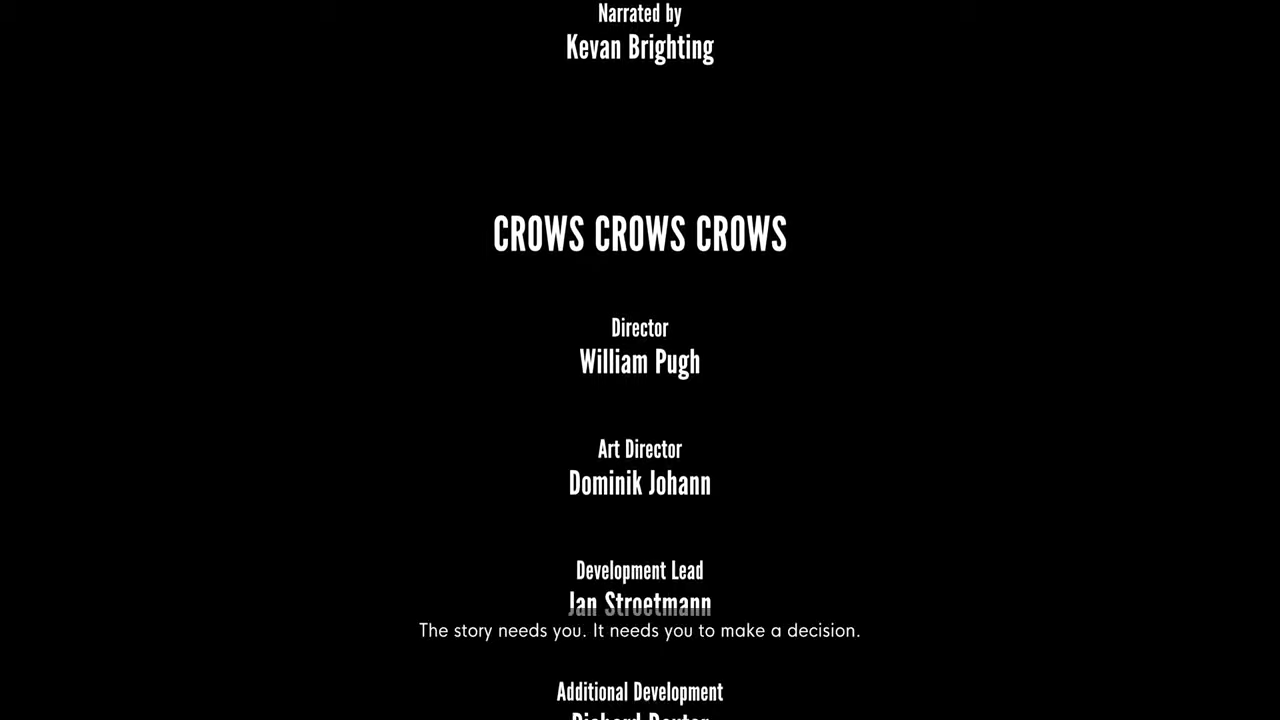 Narrated by
Kevan Brighting
CROWS CROWS CROWS
Director
William Pugh
Art Director
Dominik Johann
Development Lead
Jan Stroetmann
The story needs you. It needs you to make a decision.
Additional Development